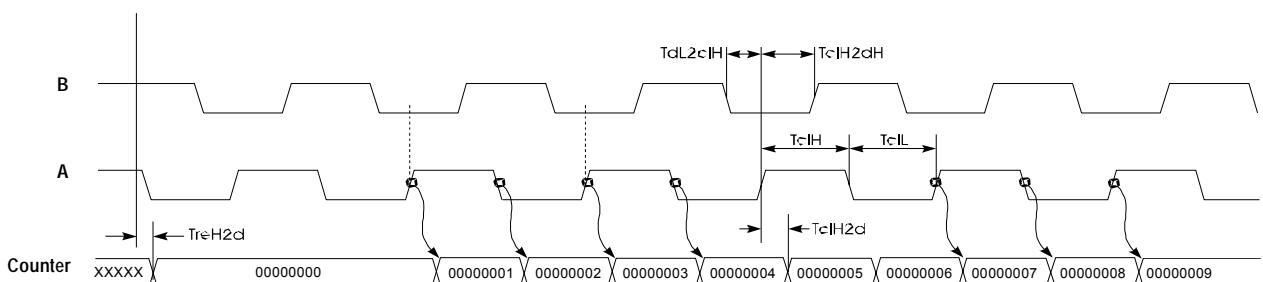 TdL2clH TclH2dH
B
TclH TclL
A
TreH2d TclH2d
Counter XXXXX 00000000 00000001 00000002 00000003 00000004 00000005 00000006 00000007 00000008 00000009